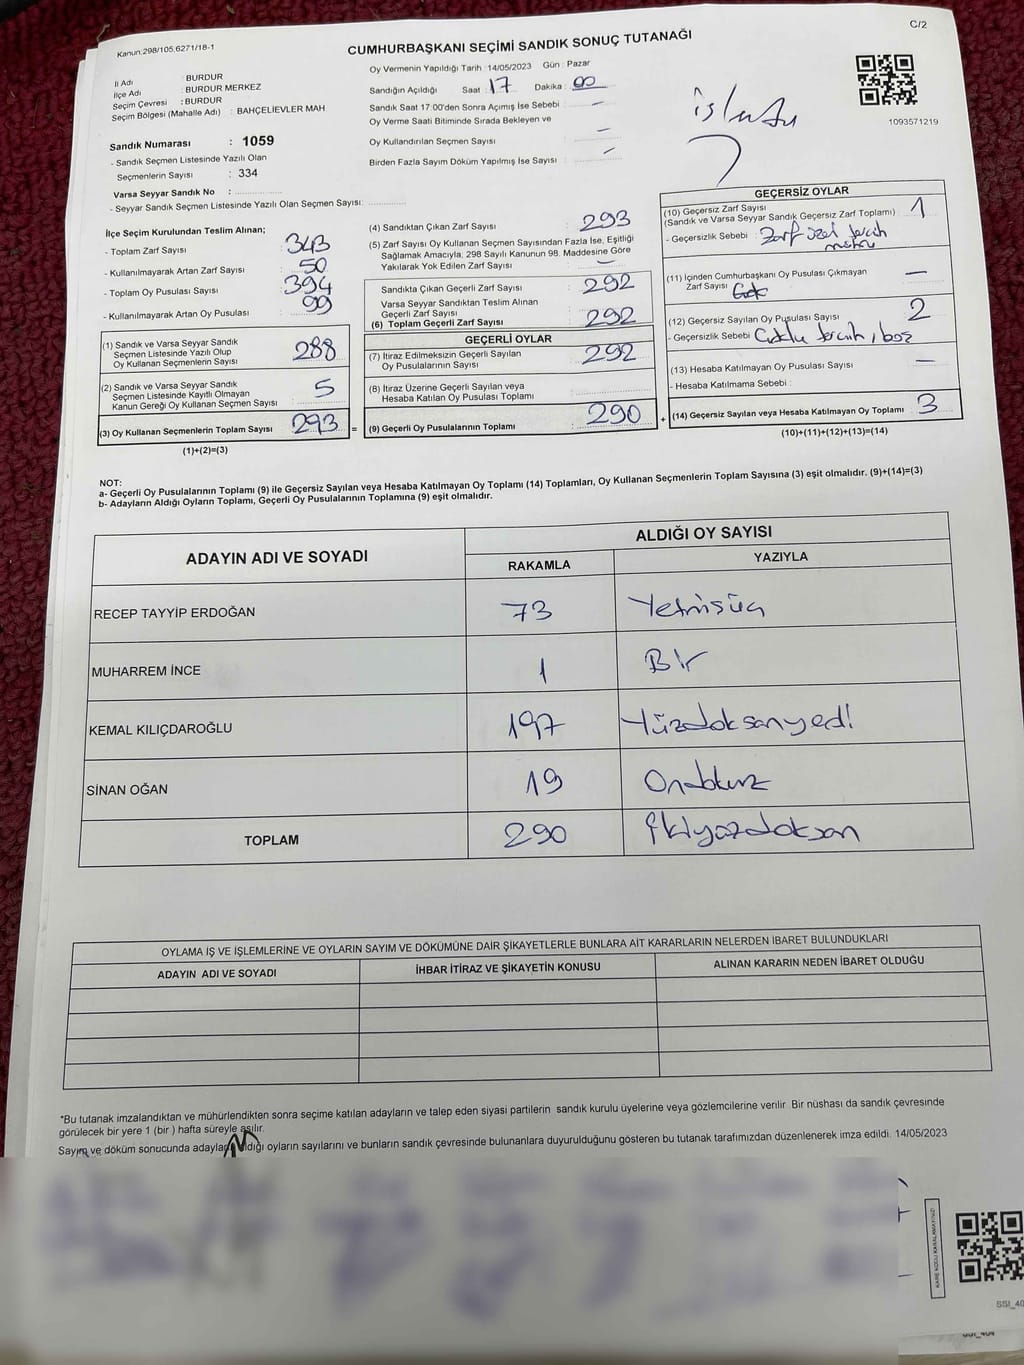 C/2
Kanun:298/105,6271/18-1
CUMHURBAŞKANI SEÇİMİ SANDIK SONUÇ TUTANAĞI
İl Adı : BURDUR
İlçe Adı : BURDUR MERKEZ
Seçim Çevresi : BURDUR
Seçim Bölgesi (Mahalle Adı) : BAHÇELİEVLER MAH
Sandık Numarası : 1059
- Sandık Seçmen Listesinde Yazılı Olan
Seçmenlerin Sayısı : 334
Varsa Seyyar Sandık No :
- Seyyar Sandık Seçmen Listesinde Yazılı Olan Seçmen Sayısı:
Oy Vermenin Yapıldığı Tarih :14/05/2023 Gün : Pazar
Sandığın Açıldığı Saat : 17 Dakika : 00
Sandık Saat 17:00'den Sonra Açımış İse Sebebi : -
Oy Verme Saati Bitiminde Sırada Bekleyen ve
Oy Kullandırılan Seçmen Sayısı : -
Birden Fazla Sayım Döküm Yapılmış İse Sayısı : -
1093571219
İlçe Seçim Kurulundan Teslim Alınan;
- Toplam Zarf Sayısı : 343
- Kullanılmayarak Artan Zarf Sayısı : 50
- Toplam Oy Pusulası Sayısı : 394
- Kullanılmayarak Artan Oy Pusulası : 99
(1) Sandık ve Varsa Seyyar Sandık
Seçmen Listesinde Yazılı Olup
Oy Kullanan Seçmenlerin Sayısı : 288
(2) Sandık ve Varsa Seyyar Sandık
Seçmen Listesinde Kayıtlı Olmayan
Kanun Gereği Oy Kullanan Seçmen Sayısı : 5
(3) Oy Kullanan Seçmenlerin Toplam Sayısı : 293
(1)+(2)=(3)
=
(4) Sandıktan Çıkan Zarf Sayısı : 293
(5) Zarf Sayısı Oy Kullanan Seçmen Sayısından Fazla İse, Eşitliği
Sağlamak Amacıyla; 298 Sayılı Kanunun 98. Maddesine Göre
Yakılarak Yok Edilen Zarf Sayısı : -
Sandıkta Çıkan Geçerli Zarf Sayısı : 292
Varsa Seyyar Sandıktan Teslim Alınan
Geçerli Zarf Sayısı
(6) Toplam Geçerli Zarf Sayısı : 292
GEÇERLİ OYLAR
(7) İtiraz Edilmeksizin Geçerli Sayılan
Oy Pusulalarının Sayısı : 292
(8) İtiraz Üzerine Geçerli Sayılan veya
Hesaba Katılan Oy Pusulası Toplamı :
(9) Geçerli Oy Pusulalarının Toplamı : 290
+
GEÇERSİZ OYLAR
(10) Geçersiz Zarf Sayısı : 1
(Sandık ve Varsa Seyyar Sandık Geçersiz Zarf Toplamı)
- Geçersizlik Sebebi : Zarf özel tercih
(11) İçinden Cumhurbaşkanı Oy Pusulası Çıkmayan
Zarf Sayısı : -
(12) Geçersiz Sayılan Oy Pusulası Sayısı : 2
- Geçersizlik Sebebi : Çoklu tercih, boş
(13) Hesaba Katılmayan Oy Pusulası Sayısı : -
- Hesaba Katılmama Sebebi :
(14) Geçersiz Sayılan veya Hesaba Katılmayan Oy Toplamı : 3
(10)+(11)+(12)+(13)=(14)
NOT:
a- Geçerli Oy Pusulalarının Toplamı (9) ile Geçersiz Sayılan veya Hesaba Katılmayan Oy Toplamı (14) Toplamları, Oy Kullanan Seçmenlerin Toplam Sayısına (3) eşit olmalıdır. (9)+(14)=(3)
b- Adayların Aldığı Oyların Toplamı, Geçerli Oy Pusulalarının Toplamına (9) eşit olmalıdır.
ADAYIN ADI VE SOYADI ALDIĞI OY SAYISI
RAKAMLA YAZIYLA
RECEP TAYYİP ERDOĞAN 73 Yetmişüç
MUHARREM İNCE 1 Bir
KEMAL KILIÇDAROĞLU 197 Yüzdoksanyedi
SİNAN OĞAN 19 Ondokuz
TOPLAM 290 İkiyüzdoksan
OYLAMA İŞ VE İŞLEMLERİNE VE OYLARIN SAYIM VE DÖKÜMÜNE DAİR ŞİKAYETLERLE BUNLARA AİT KARARLARIN NELERDEN İBARET BULUNDUKLARI
ADAYIN ADI VE SOYADI İHBAR İTİRAZ VE ŞİKAYETİN KONUSU ALINAN KARARIN NEDEN İBARET OLDUĞU
*Bu tutanak imzalandıktan ve mühürlendikten sonra seçime katılan adayların ve talep eden siyasi partilerin sandık kurulu üyelerine veya gözlemcilerine verilir. Bir nüshası da sandık çevresinde
görülecek bir yere 1 (bir ) hafta süreyle asılır.
Sayım ve döküm sonucunda adayların aldığı oyların sayılarını ve bunların sandık çevresinde bulunanlara duyurulduğunu gösteren bu tutanak tarafımızdan düzenlenerek imza edildi. 14/05/2023
KARE KODU KARALAMAYINIZ!
SSI_40